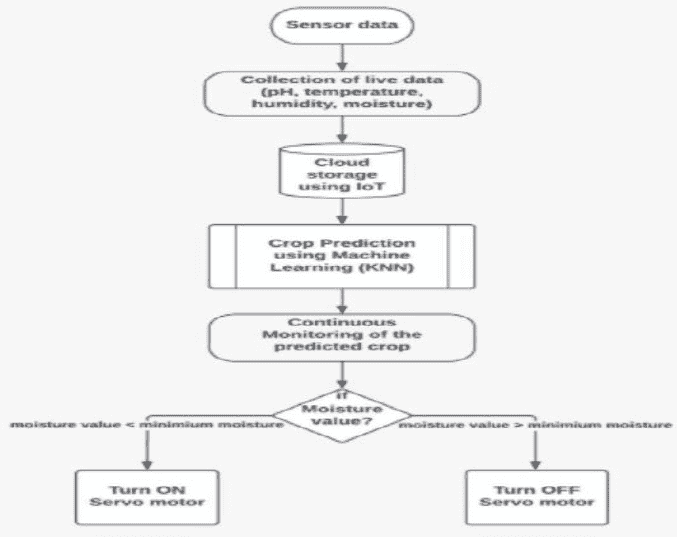 Sensor data
Collection of live data
(pH, temperature,
humidity, moisture)
Cloud
storage
using IoT
Crop Prediction
using Machine
Learning (KNN)
Continuous
Monitoring of the
predicted crop
if
Moisture
value?
moisture value < minimium moisture
moisture value > minimium moisture
Turn ON
Servo motor
Turn OFF
Servo motor